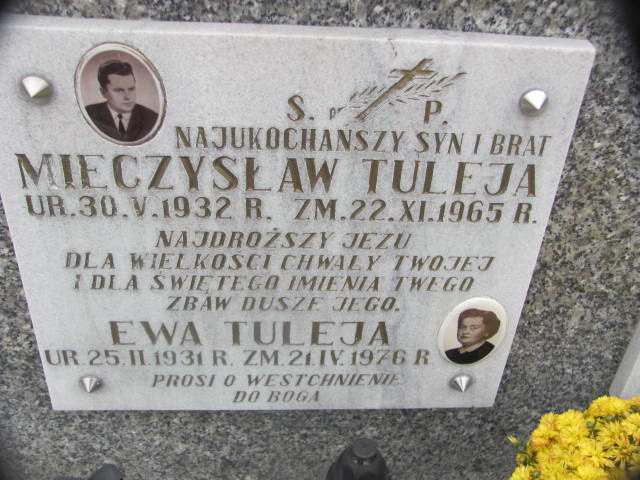 S. P.
NAJUKOCHAŃSZY SYN I BRAT
MIECZYSŁAW TULEJA
UR.30.V.1932 R. ZM.22.XI.1965 R.
NAJDROŻSZY JEZU
DLA WIELKOŚCI CHWAŁY TWOJEJ
I DLA ŚWIĘTEGO IMIENIA TWEGO
ZBAW DUSZĘ JEGO.
EWA TULEJA
UR.25.II.1931 R. ZM.21.IV.1976 R.
PROSI O WESTCHNIENIE
DO BOGA